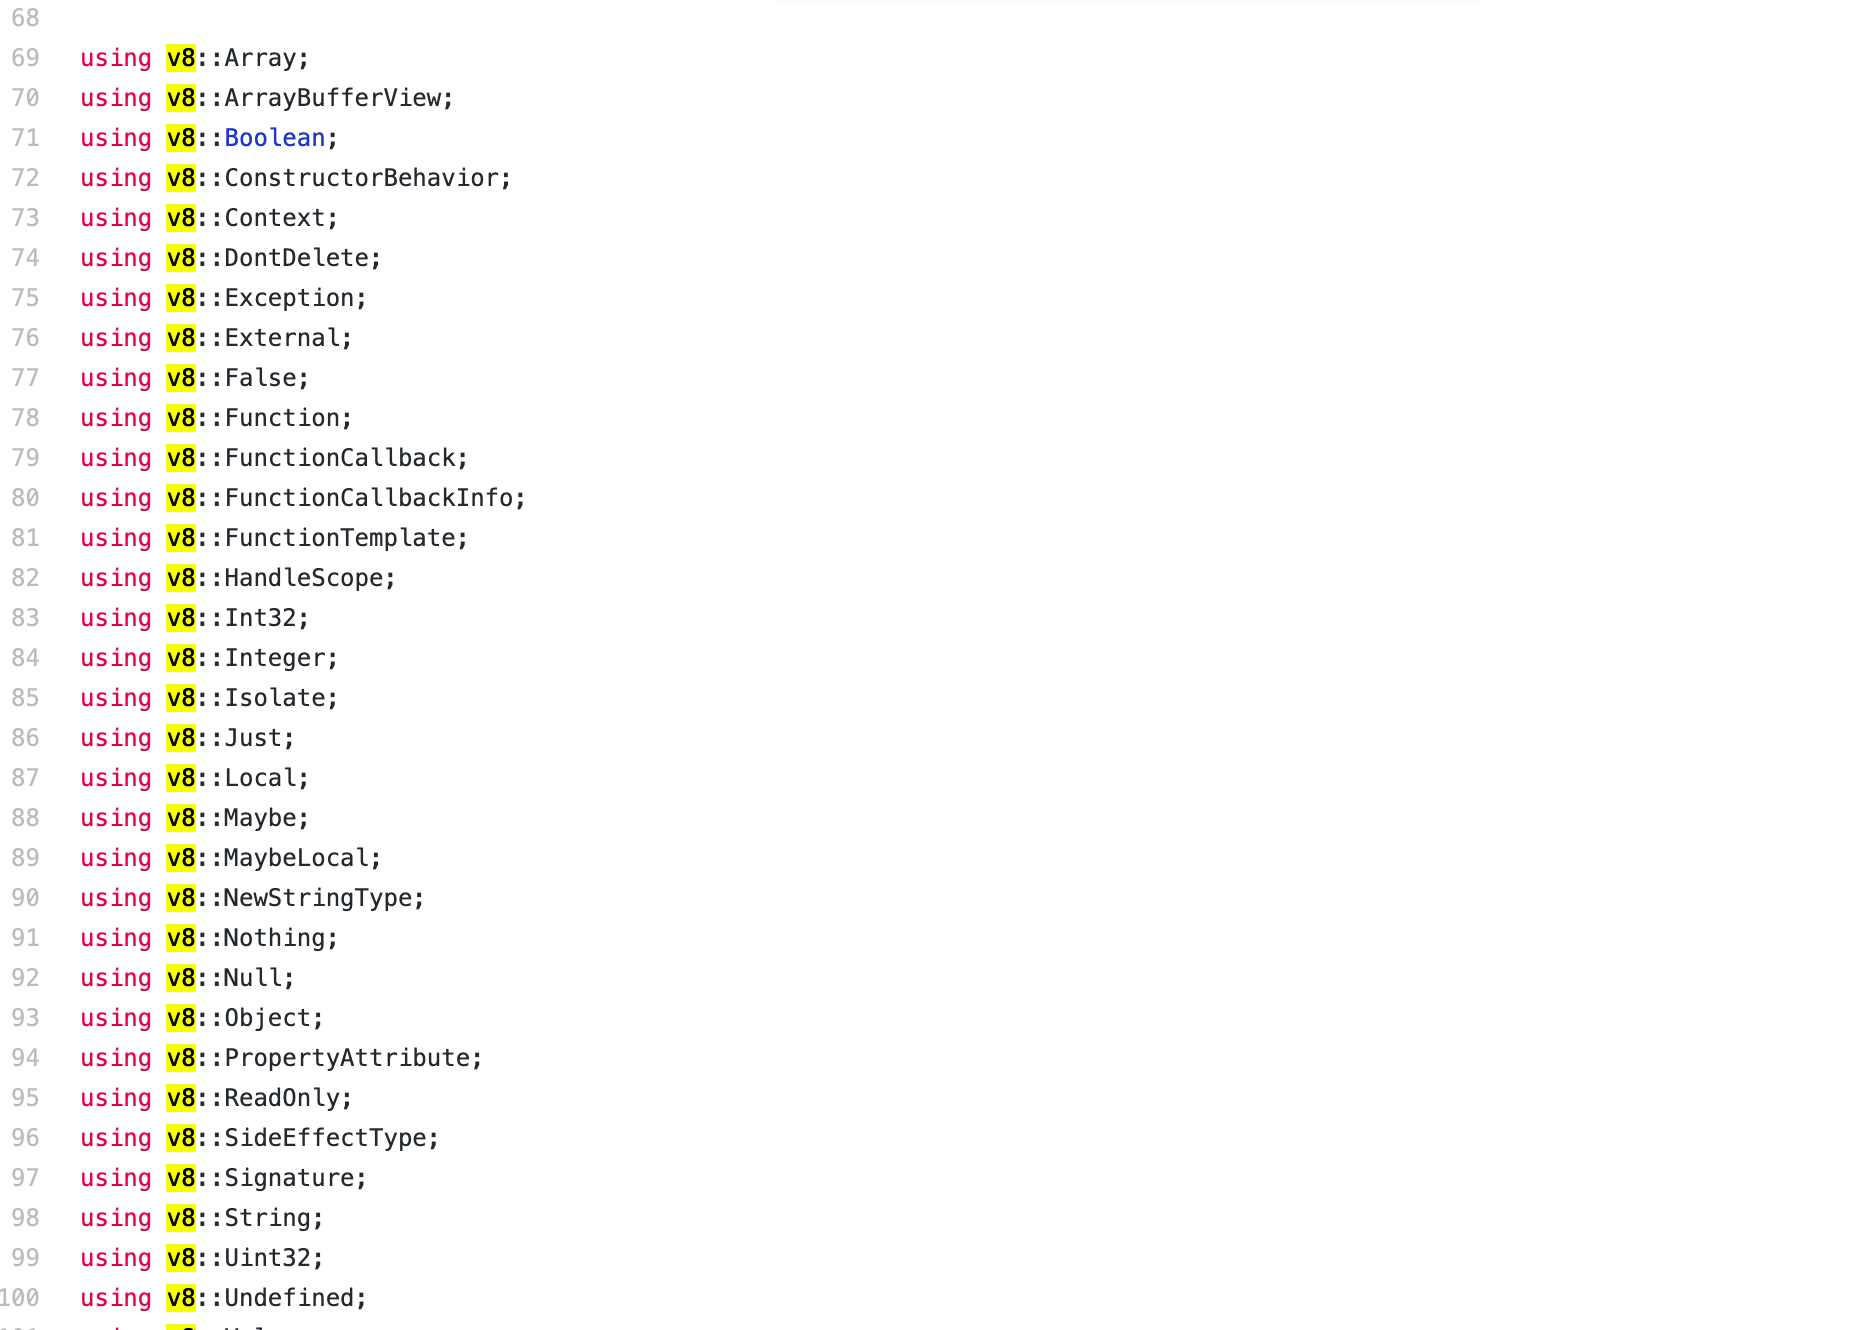 68
69 using v8::Array;
70 using v8::ArrayBufferView;
71 using v8::Boolean;
72 using v8::ConstructorBehavior;
73 using v8::Context;
74 using v8::DontDelete;
75 using v8::Exception;
76 using v8::External;
77 using v8::False;
78 using v8::Function;
79 using v8::FunctionCallback;
80 using v8::FunctionCallbackInfo;
81 using v8::FunctionTemplate;
82 using v8::HandleScope;
83 using v8::Int32;
84 using v8::Integer;
85 using v8::Isolate;
86 using v8::Just;
87 using v8::Local;
88 using v8::Maybe;
89 using v8::MaybeLocal;
90 using v8::NewStringType;
91 using v8::Nothing;
92 using v8::Null;
93 using v8::Object;
94 using v8::PropertyAttribute;
95 using v8::ReadOnly;
96 using v8::SideEffectType;
97 using v8::Signature;
98 using v8::String;
99 using v8::Uint32;
100 using v8::Undefined;